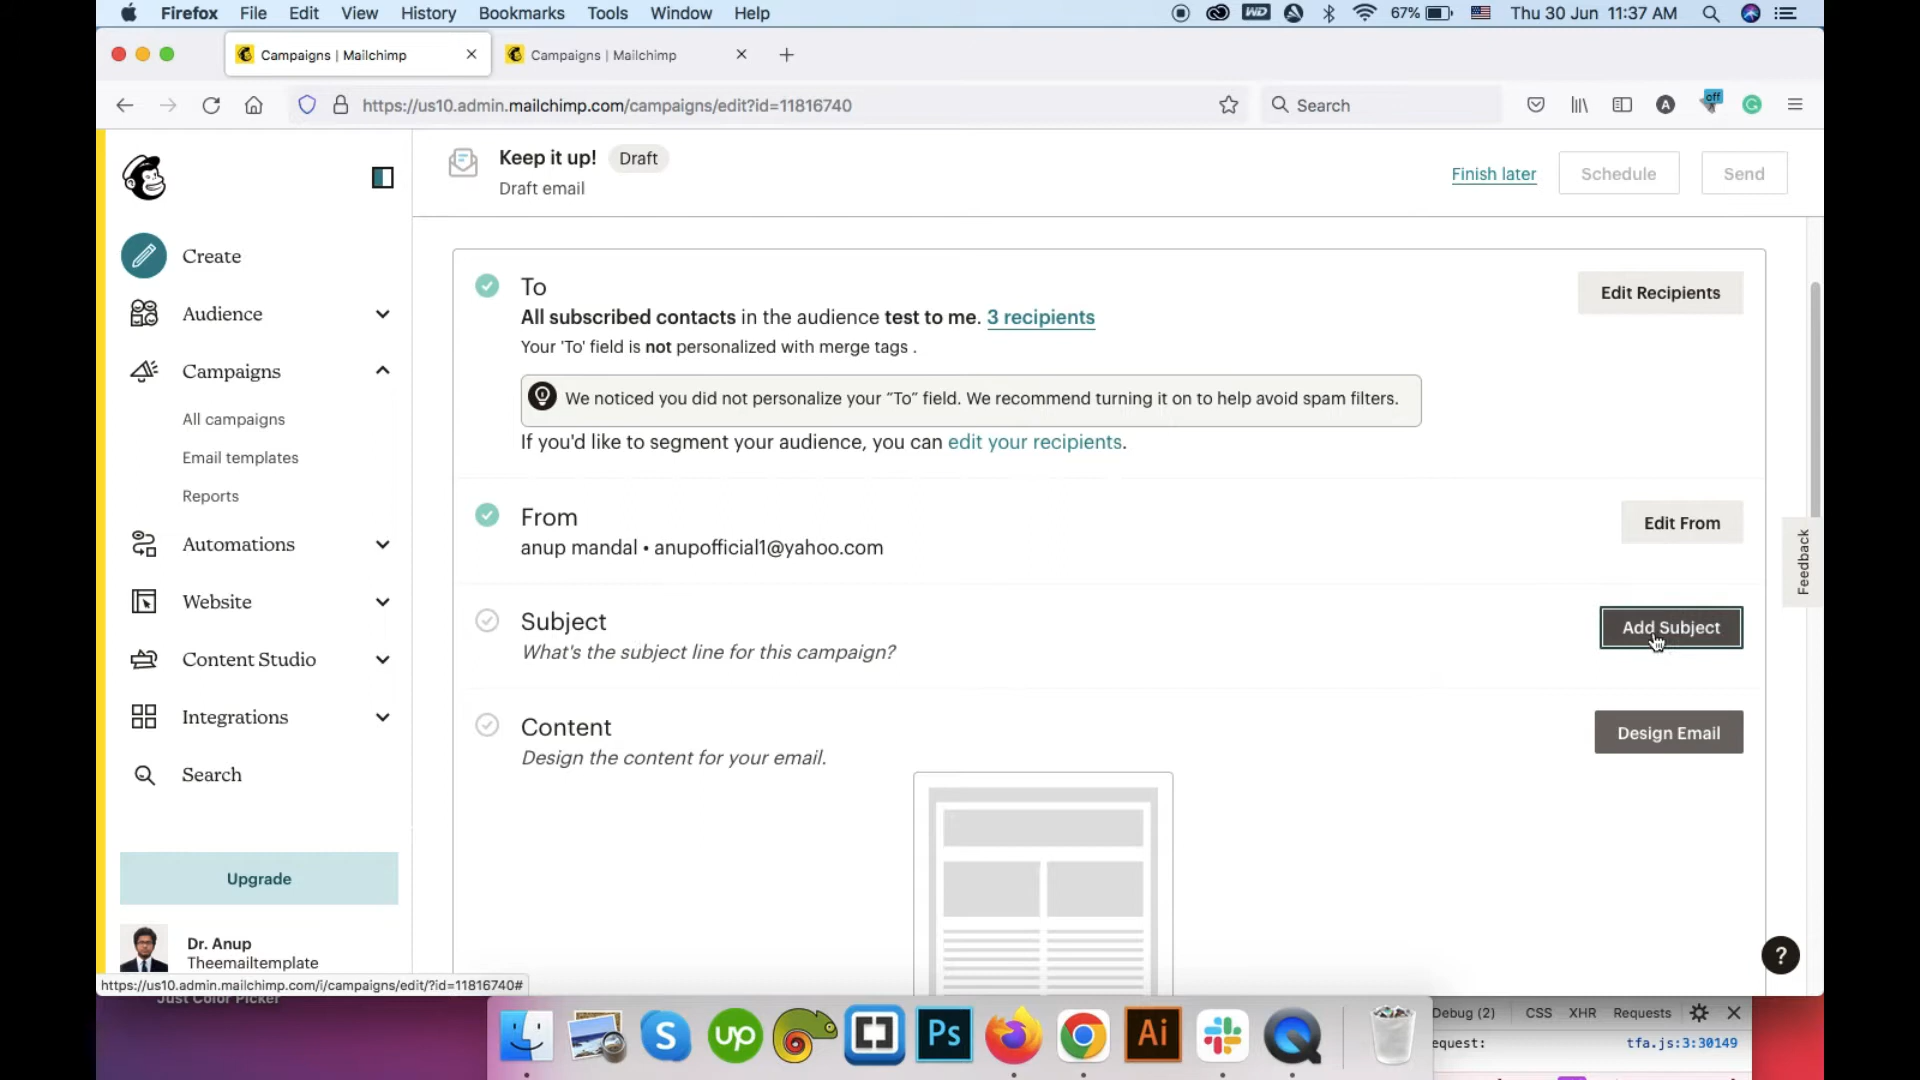 Firefox File Edit View History Bookmarks Tools Window Help
WD 67% Thu 30 Jun 11:37 AM
Campaigns | Mailchimp
Campaigns | Mailchimp
https://us10.admin.mailchimp.com/campaigns/edit?id=11816740
Search
A
off
Keep it up! Draft
Draft email
Finish later
Schedule
Send
Create
Audience
Campaigns
All campaigns
Email templates
Reports
Automations
Website
Content Studio
Integrations
Search
Upgrade
Dr. Anup
Theemailtemplate
To
All subscribed contacts in the audience test to me. 3 recipients
Your 'To' field is not personalized with merge tags .
We noticed you did not personalize your “To” field. We recommend turning it on to help avoid spam filters.
If you'd like to segment your audience, you can edit your recipients.
Edit Recipients
From
anup mandal • anupofficial1@yahoo.com
Edit From
Subject
What's the subject line for this campaign?
Add Subject
Content
Design the content for your email.
Design Email
Feedback
?
https://us10.admin.mailchimp.com/i/campaigns/edit/?id=11816740#
Just Color Picker
S
up
Ps
Ai
Debug (2) CSS XHR Requests
equest: tfa.js:3:30149